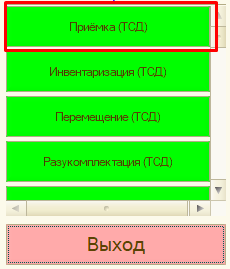 Приёмка (ТСД)
Инвентаризация (ТСД)
Перемещение (ТСД)
Разукомплектация (ТСД)
Выход